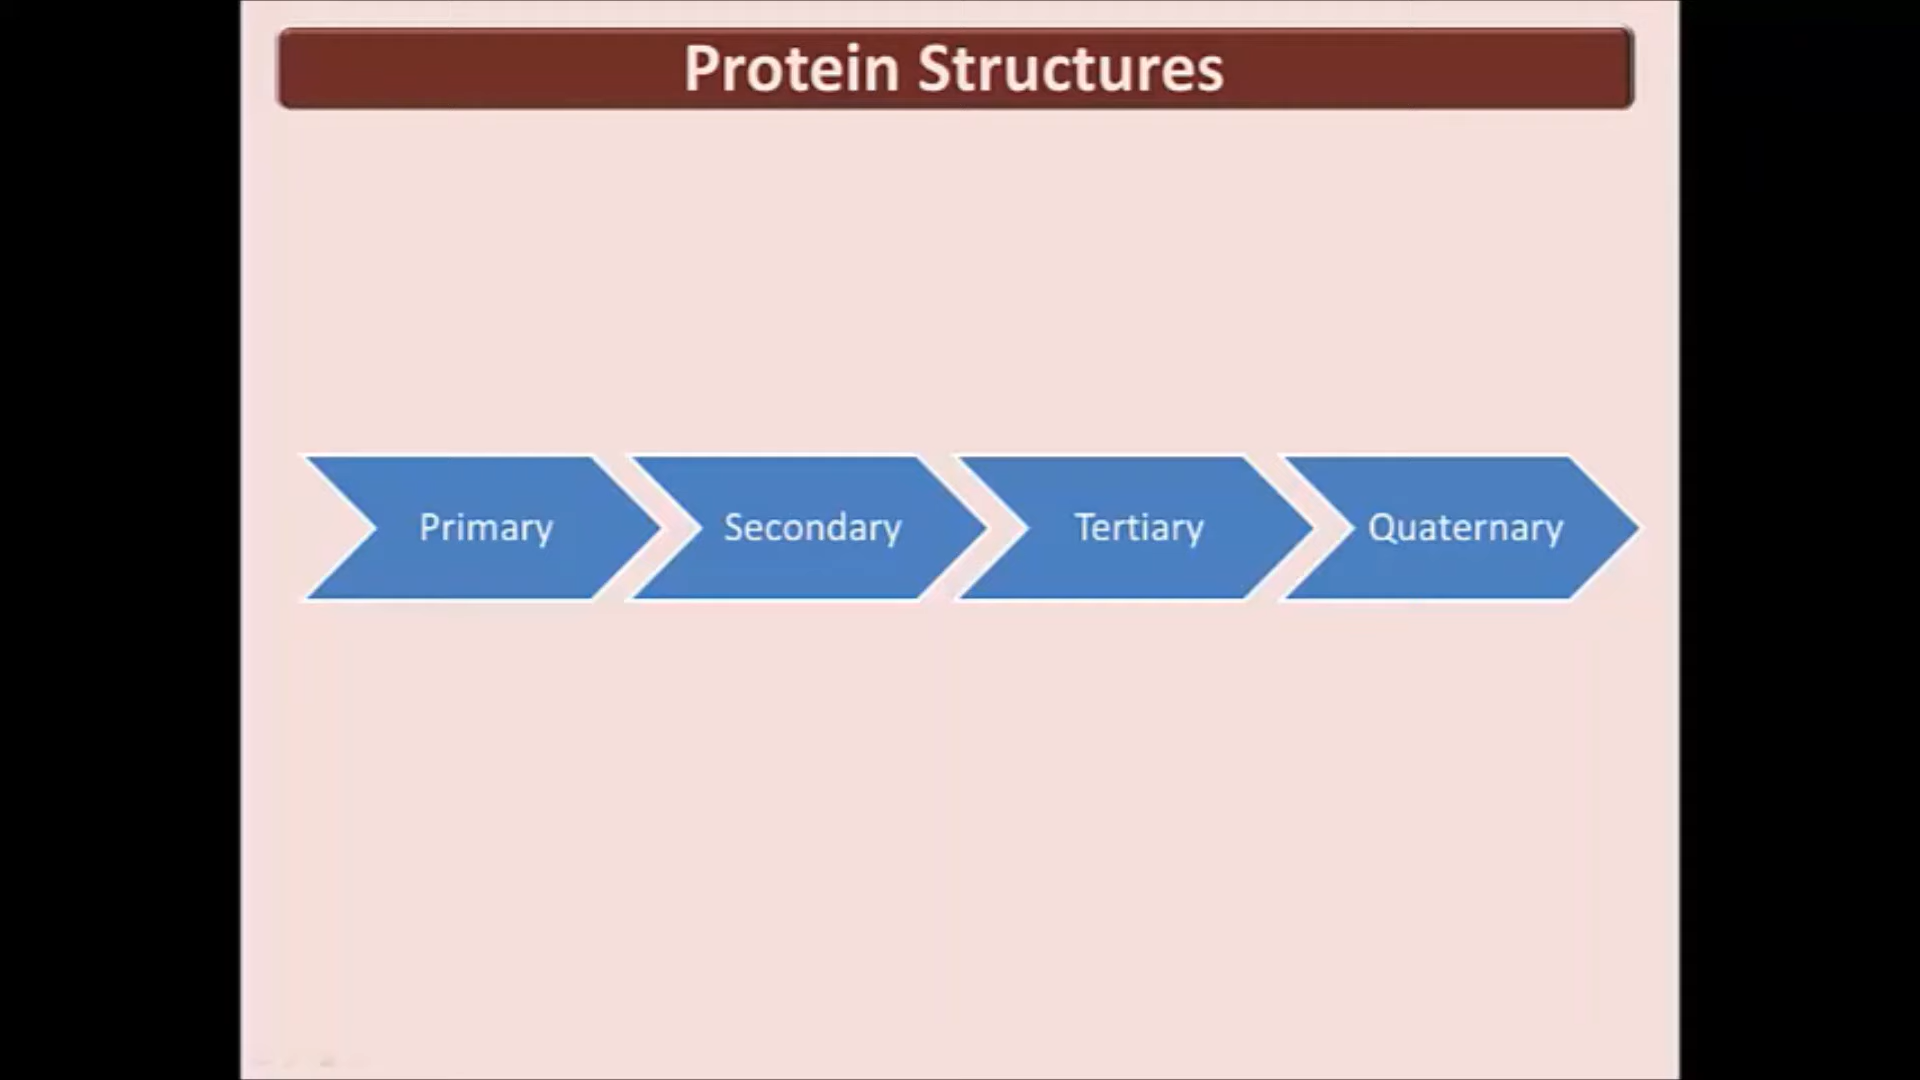 Protein Structures
Primary
Secondary
Tertiary
Quaternary